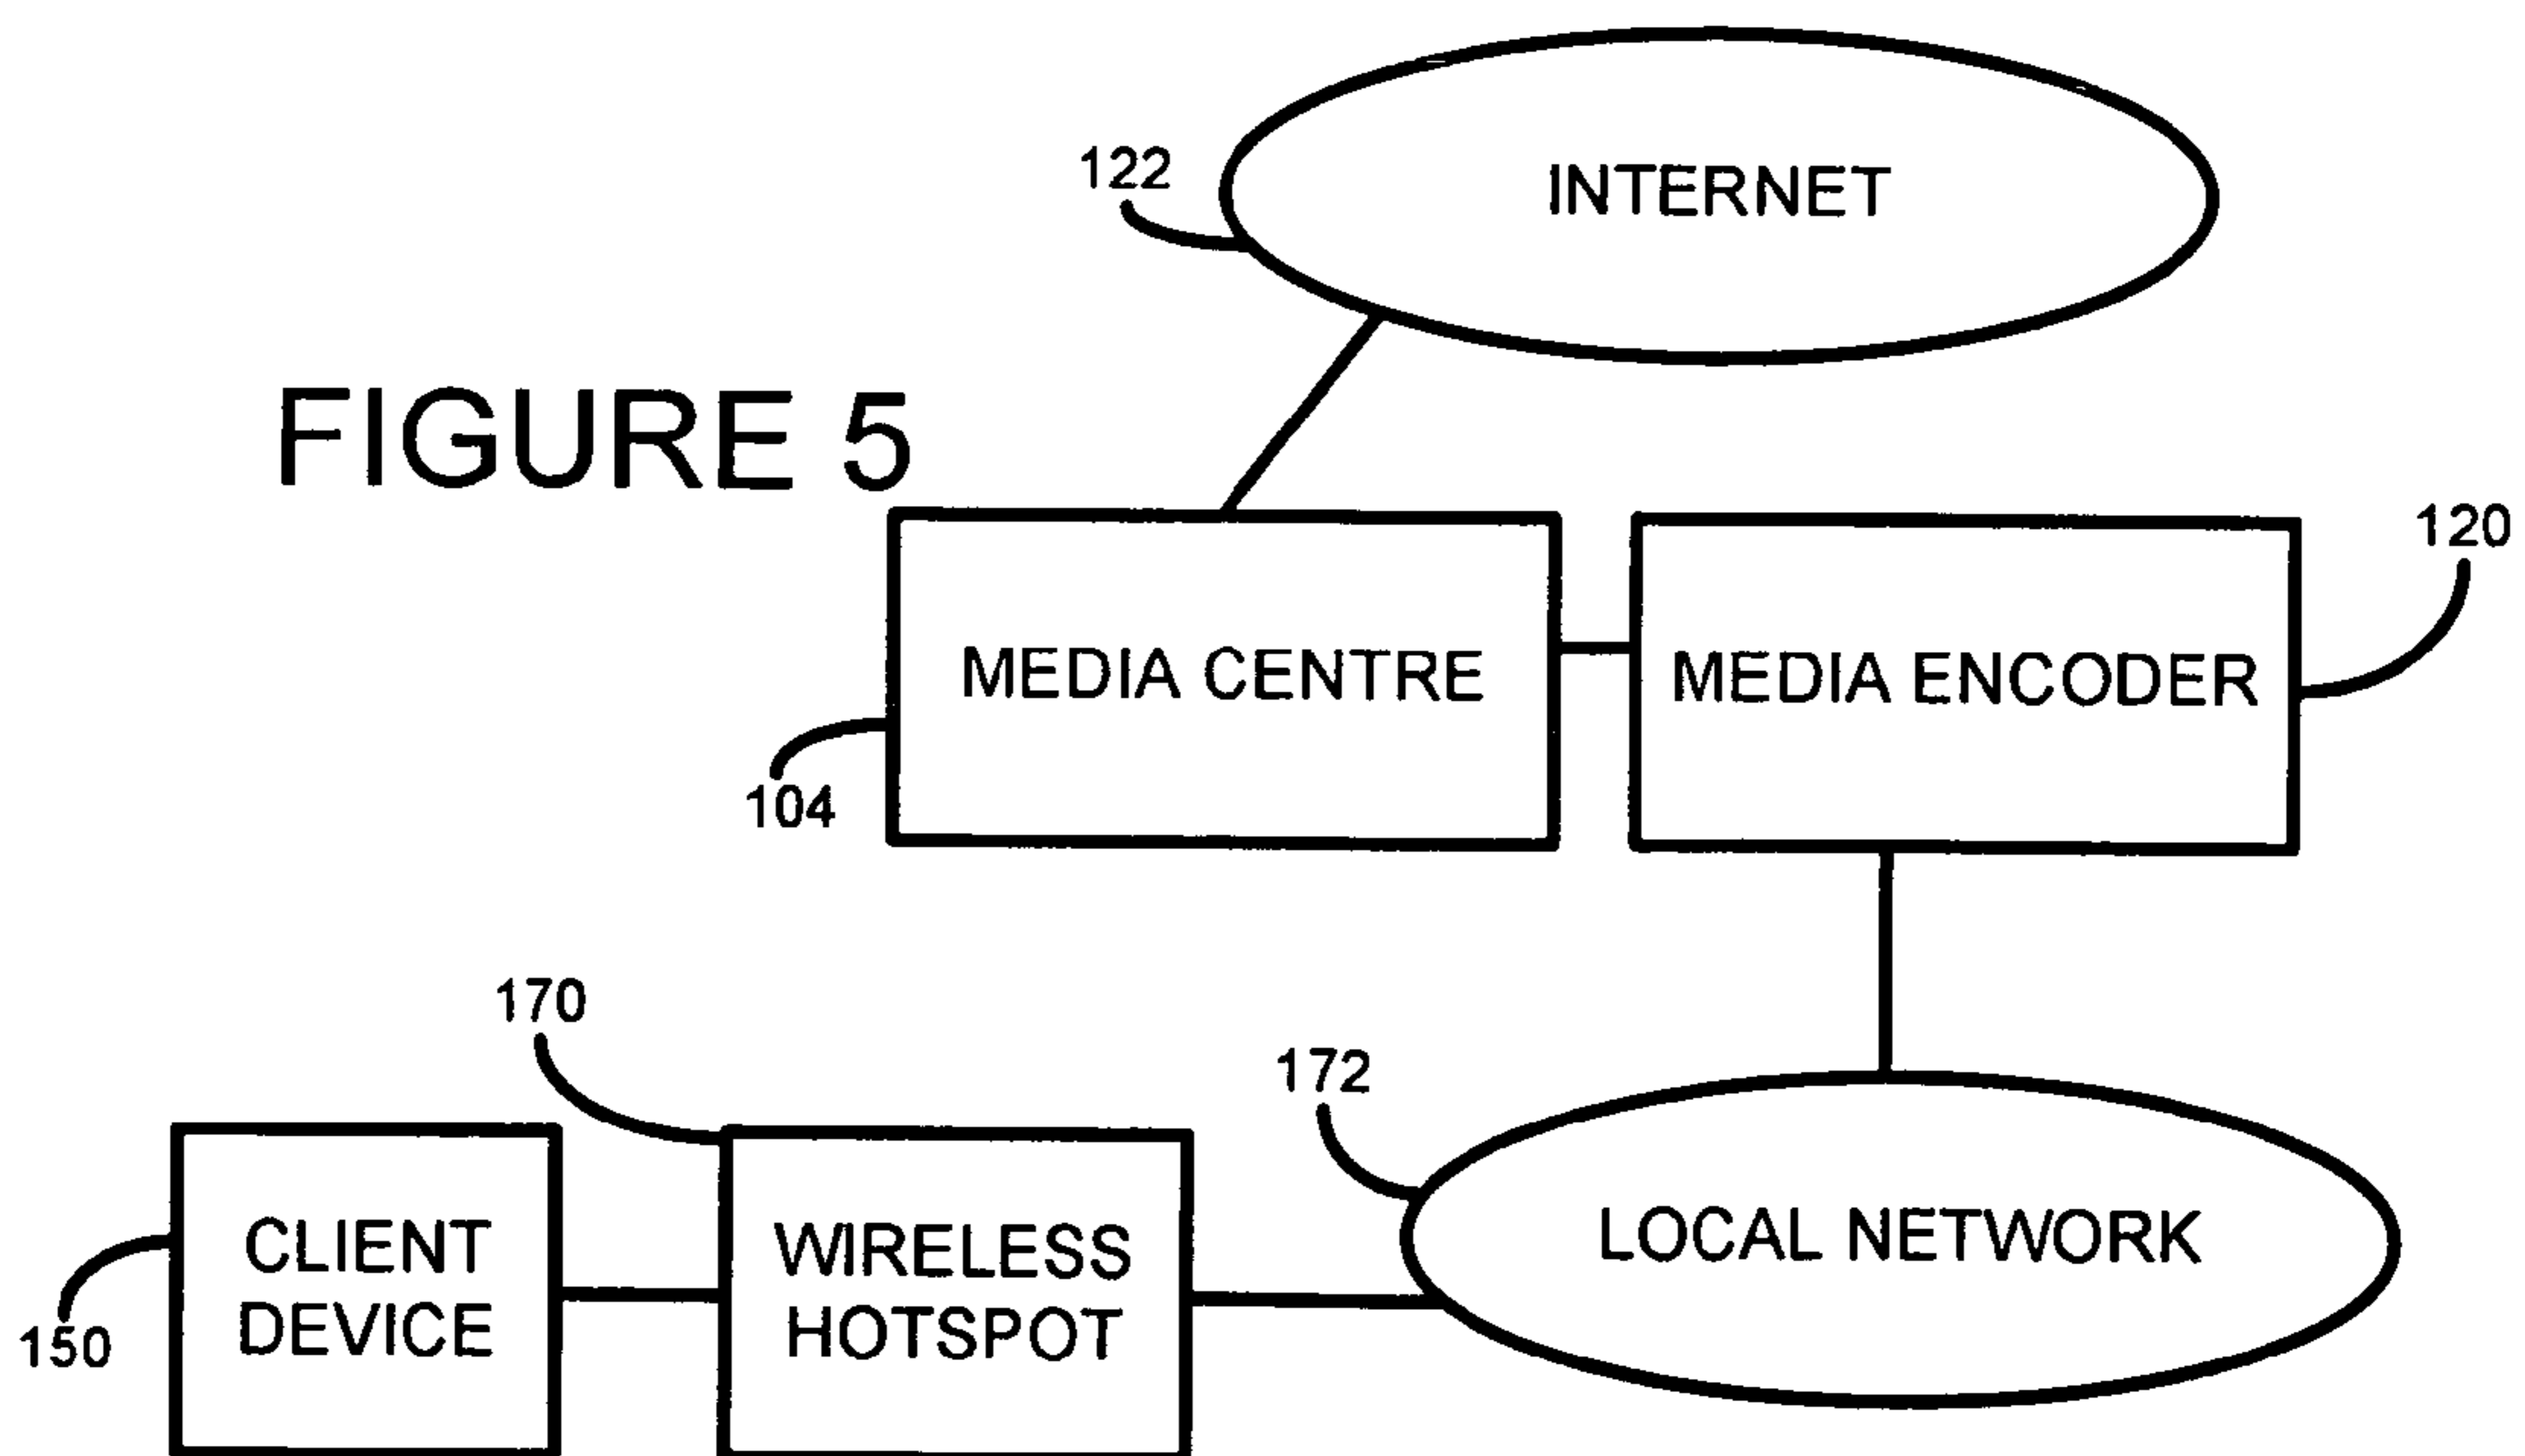 122
INTERNET
FIGURE 5
120
MEDIA CENTRE
MEDIA ENCODER
104
170
172
CLIENT
DEVICE
WIRELESS
HOTSPOT
LOCAL NETWORK
150